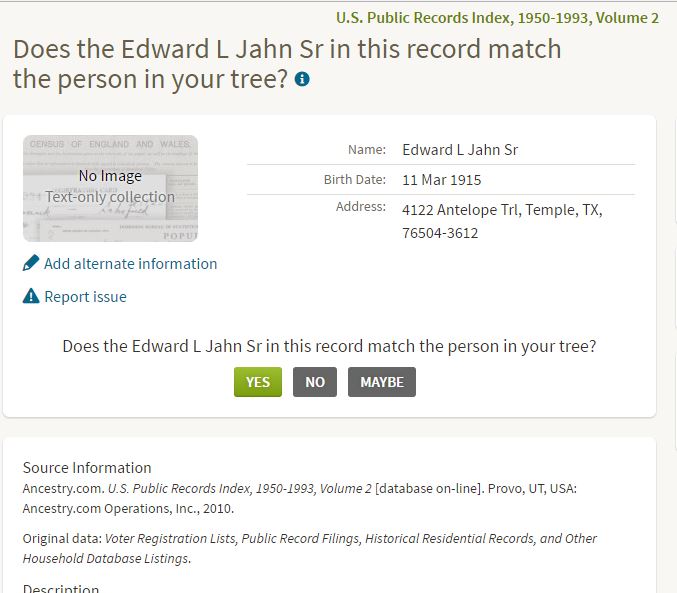 U.S. Public Records Index, 1950-1993, Volume 2
Does the Edward L Jahn Sr in this record match
the person in your tree?
CENSUS OF ENGLAND AND WALES,
No Image
Text-only collection
POPU
Name: Edward L Jahn Sr
Birth Date: 11 Mar 1915
Address: 4122 Antelope Trl, Temple, TX,
76504-3612
Add alternate information
Report issue
Does the Edward L Jahn Sr in this record match the person in your tree?
YES NO MAYBE
Source Information
Ancestry.com. U.S. Public Records Index, 1950-1993, Volume 2 [database on-line]. Provo, UT, USA:
Ancestry.com Operations, Inc., 2010.
Original data: Voter Registration Lists, Public Record Filings, Historical Residential Records, and Other
Household Database Listings.
Description